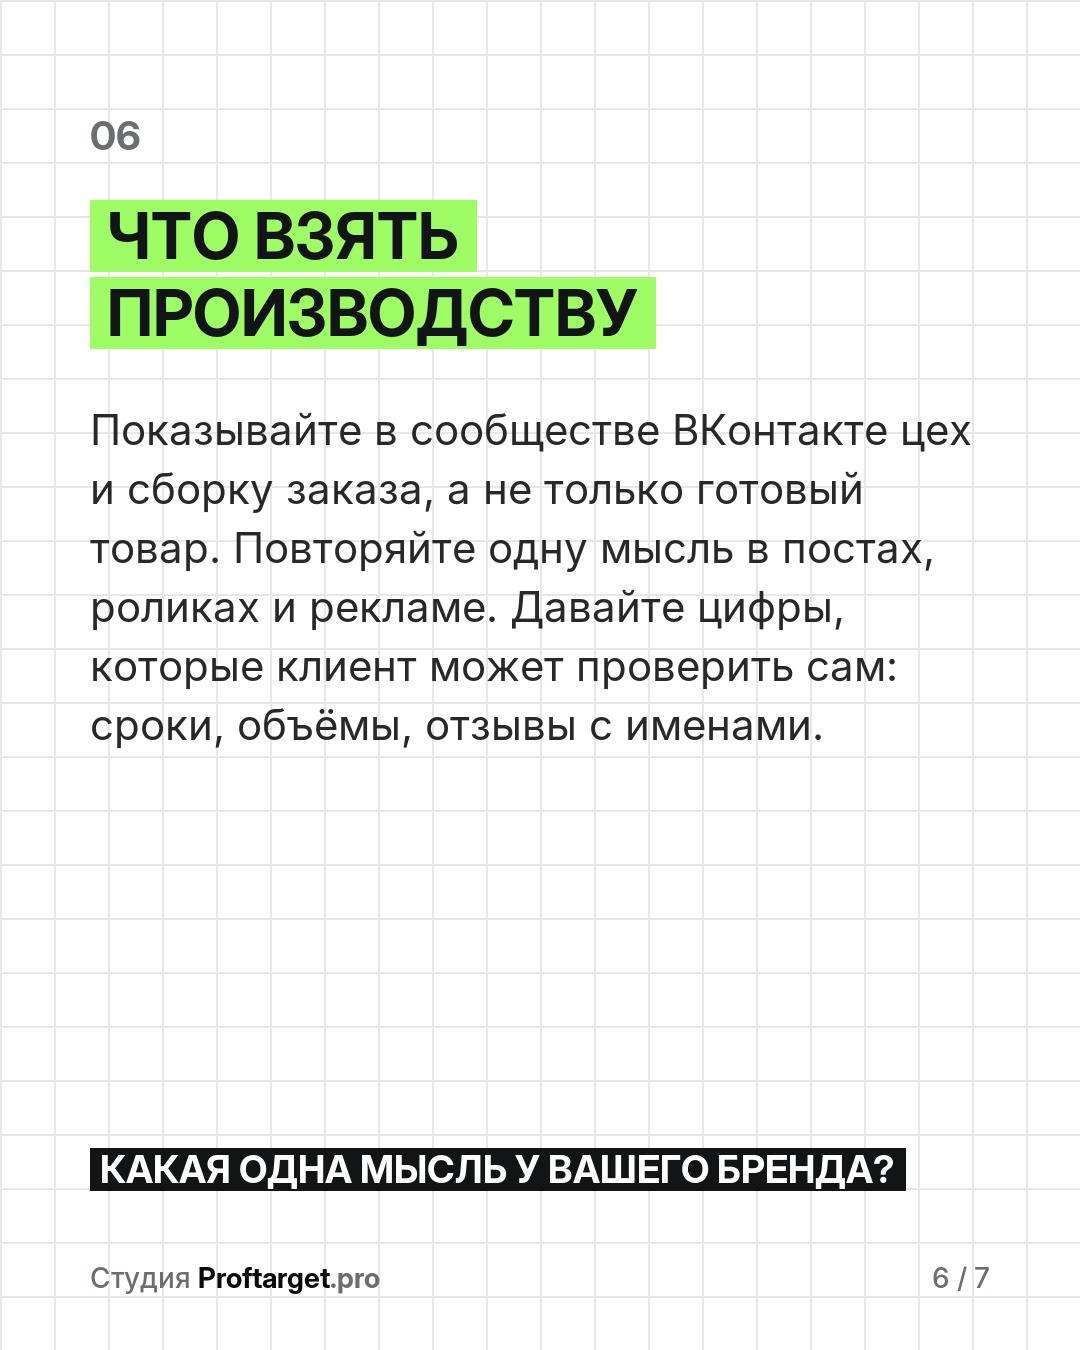 06
ЧТО ВЗЯТЬ
ПРОИЗВОДСТВУ
Показывайте в сообществе ВКонтакте цех
и сборку заказа, а не только готовый
товар. Повторяйте одну мысль в постах,
роликах и рекламе. Давайте цифры,
которые клиент может проверить сам:
сроки, объёмы, отзывы с именами.
КАКАЯ ОДНА МЫСЛЬ У ВАШЕГО БРЕНДА?
Студия Proftarget.pro
6 / 7